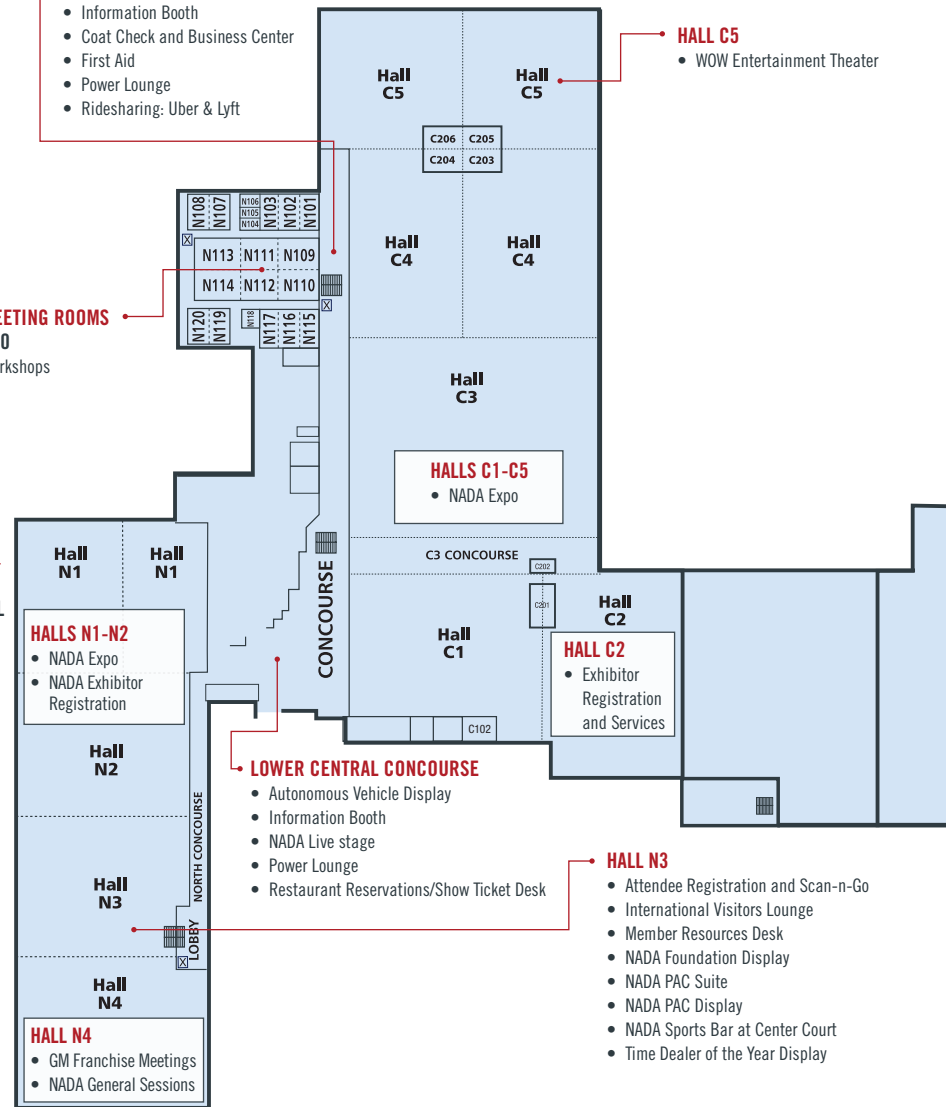 • Information Booth
• Coat Check and Business Center
• First Aid
• Power Lounge
• Ridesharing: Uber & Lyft
HALL C5
• WOW Entertainment Theater
Hall
C5
Hall
C5
C206
C205
C204
C203
N108
N107
N106
N105
N104
N103
N102
N101
N113
N111
N109
N114
N112
N110
Hall
C4
Hall
C4
EETING ROOMS
0
rkshops
N120
N119
N118
N117
N116
N115
Hall
C3
HALLS C1-C5
• NADA Expo
C3 CONCOURSE
C202
C201
CONCOURSE
Hall
N1
Hall
N1
HALLS N1-N2
• NADA Expo
• NADA Exhibitor
Registration
Hall
C1
Hall
C2
HALL C2
• Exhibitor
Registration
and Services
C102
Hall
N2
LOWER CENTRAL CONCOURSE
• Autonomous Vehicle Display
• Information Booth
• NADA Live stage
• Power Lounge
• Restaurant Reservations/Show Ticket Desk
NORTH CONCOURSE
Hall
N3
LOBBY
HALL N3
• Attendee Registration and Scan-n-Go
• International Visitors Lounge
• Member Resources Desk
• NADA Foundation Display
• NADA PAC Suite
• NADA PAC Display
• NADA Sports Bar at Center Court
• Time Dealer of the Year Display
Hall
N4
HALL N4
• GM Franchise Meetings
• NADA General Sessions